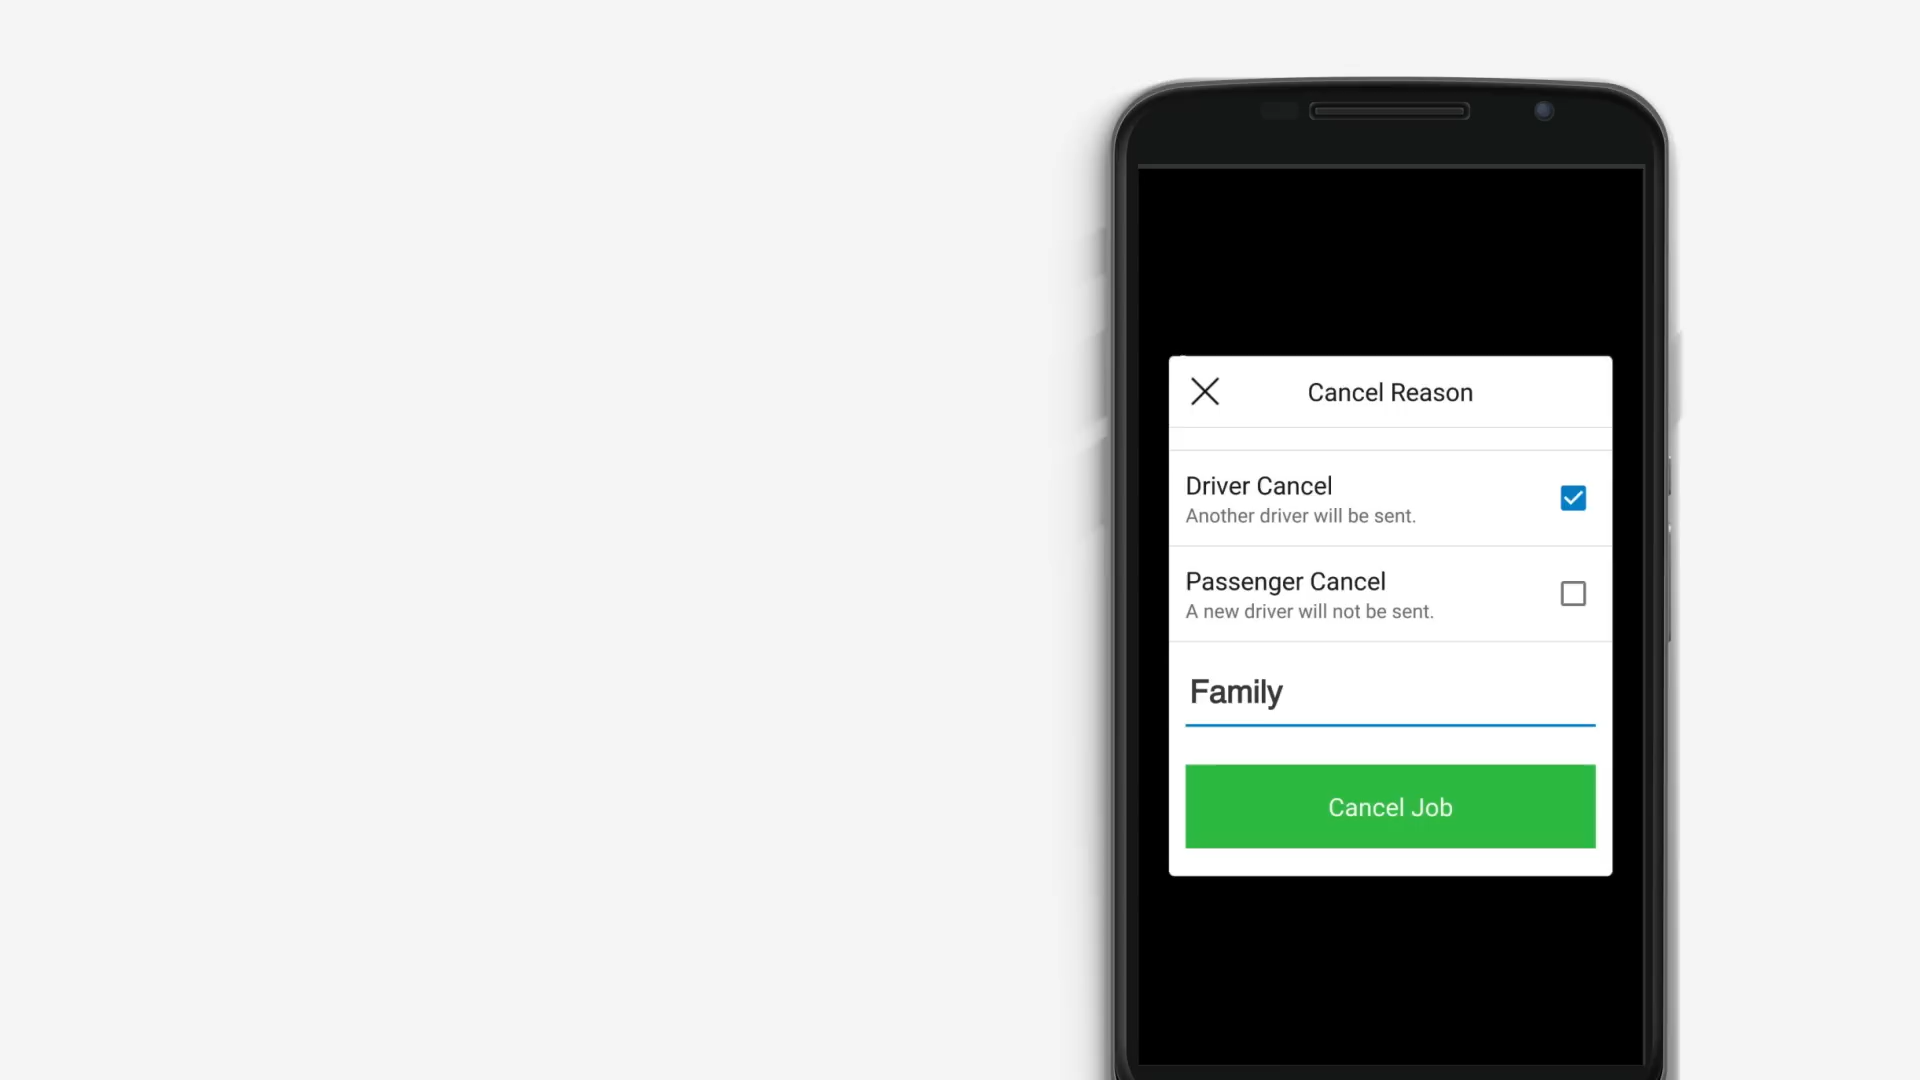 Cancel Reason
Driver Cancel
Another driver will be sent.
Passenger Cancel
A new driver will not be sent.
Family
Cancel Job